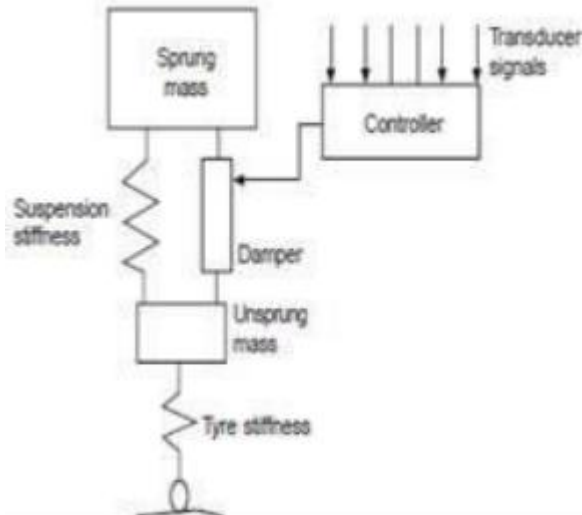 Sprung
mass
Transducer
signals
Controller
Suspension
stiffness
Damper
Unsprung
mass
Tyre stiffness